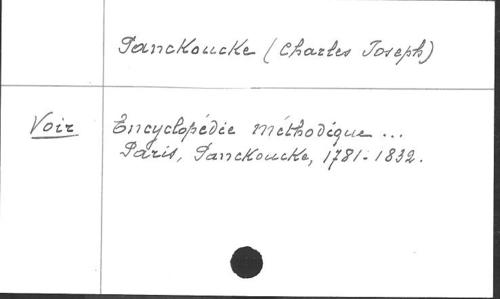 Panckoucke (Charles Joseph)
Voir Encyclopédie méthodique ...
Paris, Panckoucke, 1781-1832.